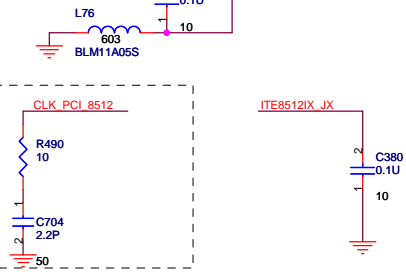 0.1U
L76
1
10
603
BLM11A05S
CLK_PCI_8512
ITE8512IX_JX
R490
10
2
C380
0.1U
1
10
1
C704
2.2P
2
50